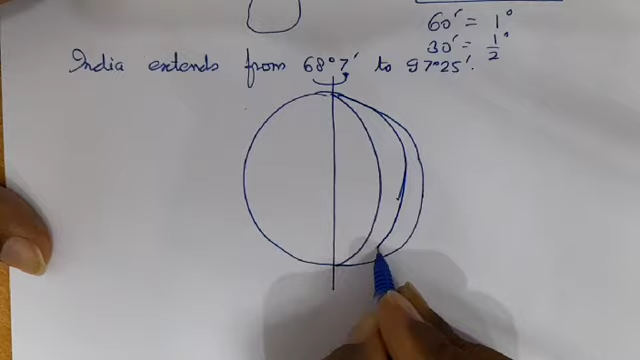 60′ = 1°
30′ = 1/2°
India extends from 68°7′ to 97°25′.